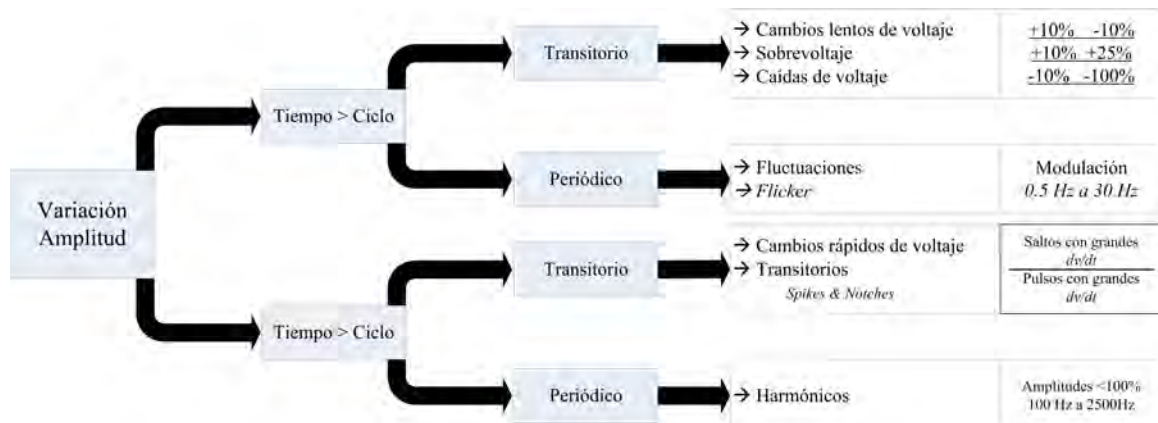 Variación
Amplitud
Tiempo > Ciclo
Transitorio
→ Cambios lentos de voltaje
+10% -10%
→ Sobrevoltaje
+10% +25%
→ Caídas de voltaje
-10% -100%
Periódico
→ Fluctuaciones
→ Flicker
Modulación
0.5 Hz a 30 Hz
Tiempo > Ciclo
Transitorio
→ Cambios rápidos de voltaje
→ Transitorios
Spikes & Notches
Saltos con grandes
dv/dt
Pulsos con grandes
dv/dt
Periódico
→ Harmónicos
Amplitudes <100%
100 Hz a 2500Hz